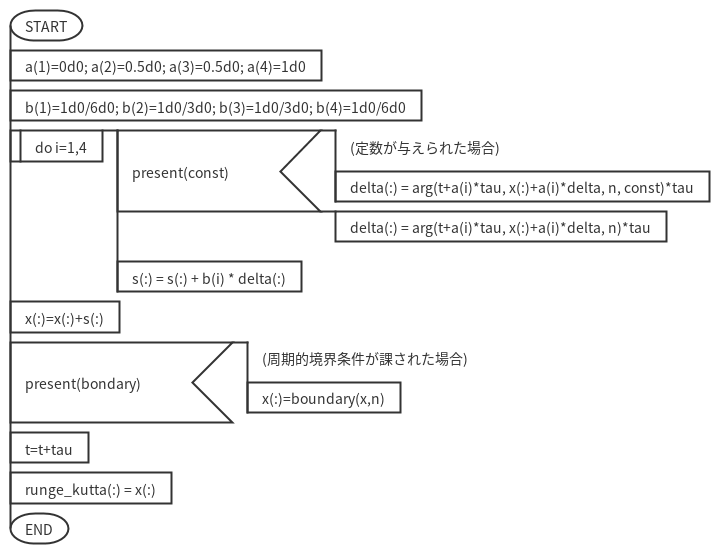 START
a(1)=0d0; a(2)=0.5d0; a(3)=0.5d0; a(4)=1d0
b(1)=1d0/6d0; b(2)=1d0/3d0; b(3)=1d0/3d0; b(4)=1d0/6d0
do i=1,4
present(const)
(定数が与えられた場合)
delta(:) = arg(t+a(i)*tau, x(:)+a(i)*delta, n, const)*tau
delta(:) = arg(t+a(i)*tau, x(:)+a(i)*delta, n)*tau
s(:) = s(:) + b(i) * delta(:)
x(:)=x(:)+s(:)
present(bondary)
(周期的境界条件が課された場合)
x(:)=boundary(x,n)
t=t+tau
runge_kutta(:) = x(:)
END